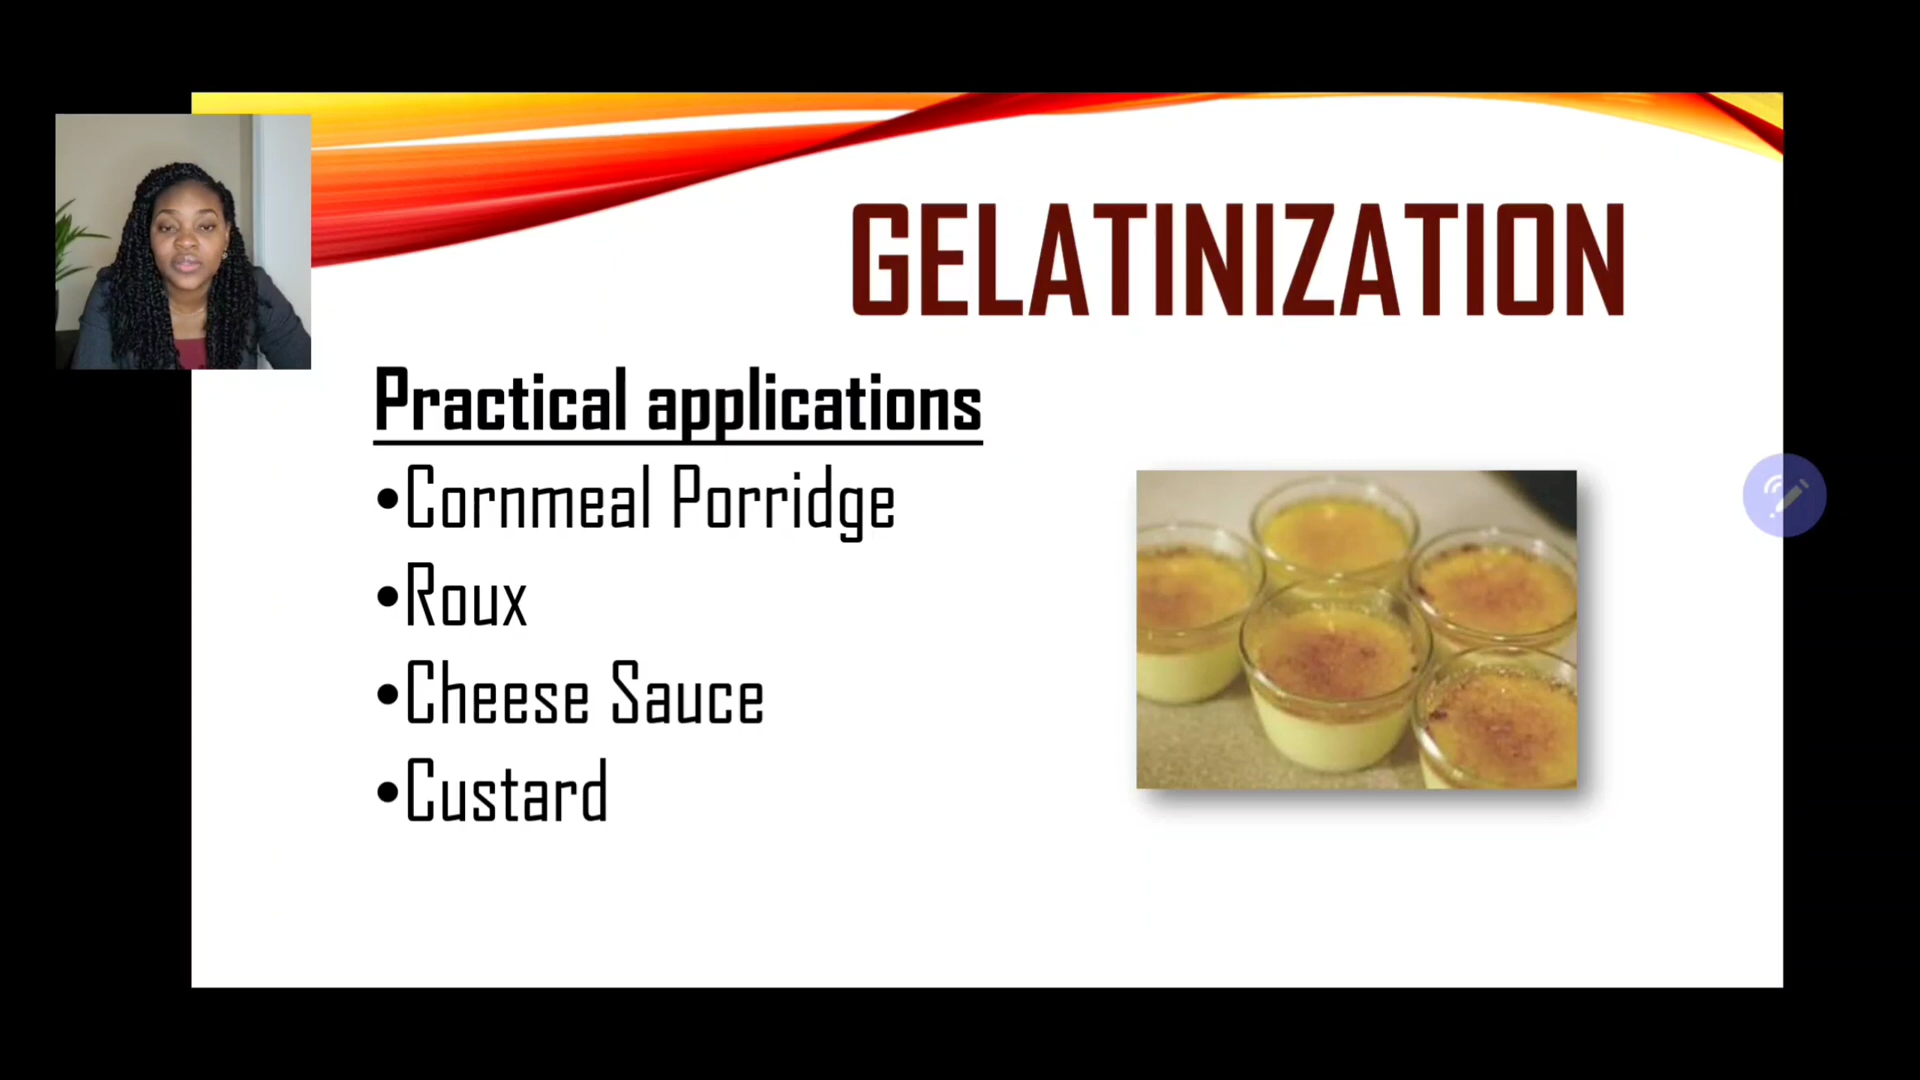 GELATINIZATION
Practical applications
•Cornmeal Porridge
•Roux
•Cheese Sauce
•Custard